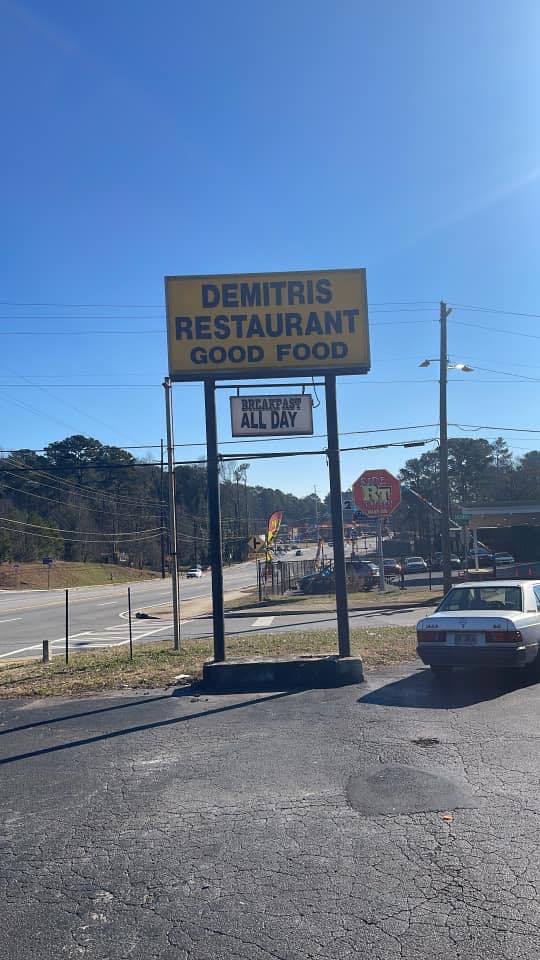 DEMITRIS
RESTAURANT
GOOD FOOD
BREAKFAST
ALL DAY
RT